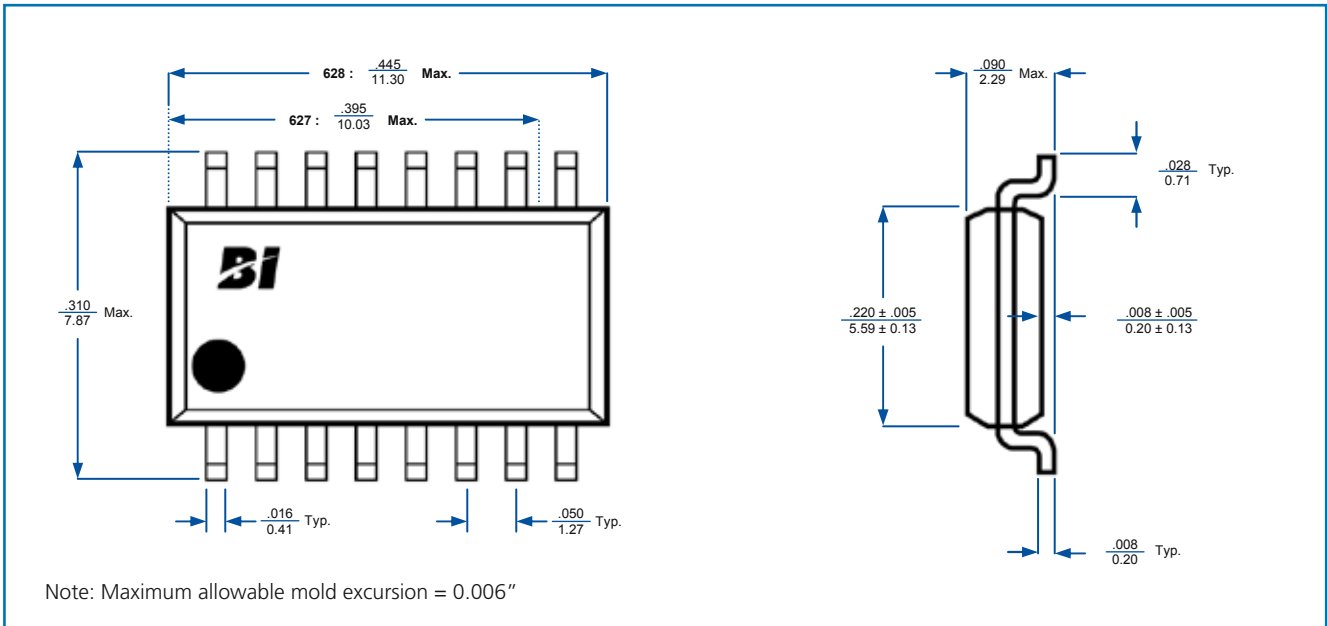 628 : .445 / 11.30 Max.
627 : .395 / 10.03 Max.
.310 / 7.87 Max.
BI
.016 / 0.41 Typ.
.050 / 1.27 Typ.
.090 / 2.29 Max.
.028 / 0.71 Typ.
.220 ± .005 / 5.59 ± 0.13
.008 ± .005 / 0.20 ± 0.13
.008 / 0.20 Typ.
Note: Maximum allowable mold excursion = 0.006”